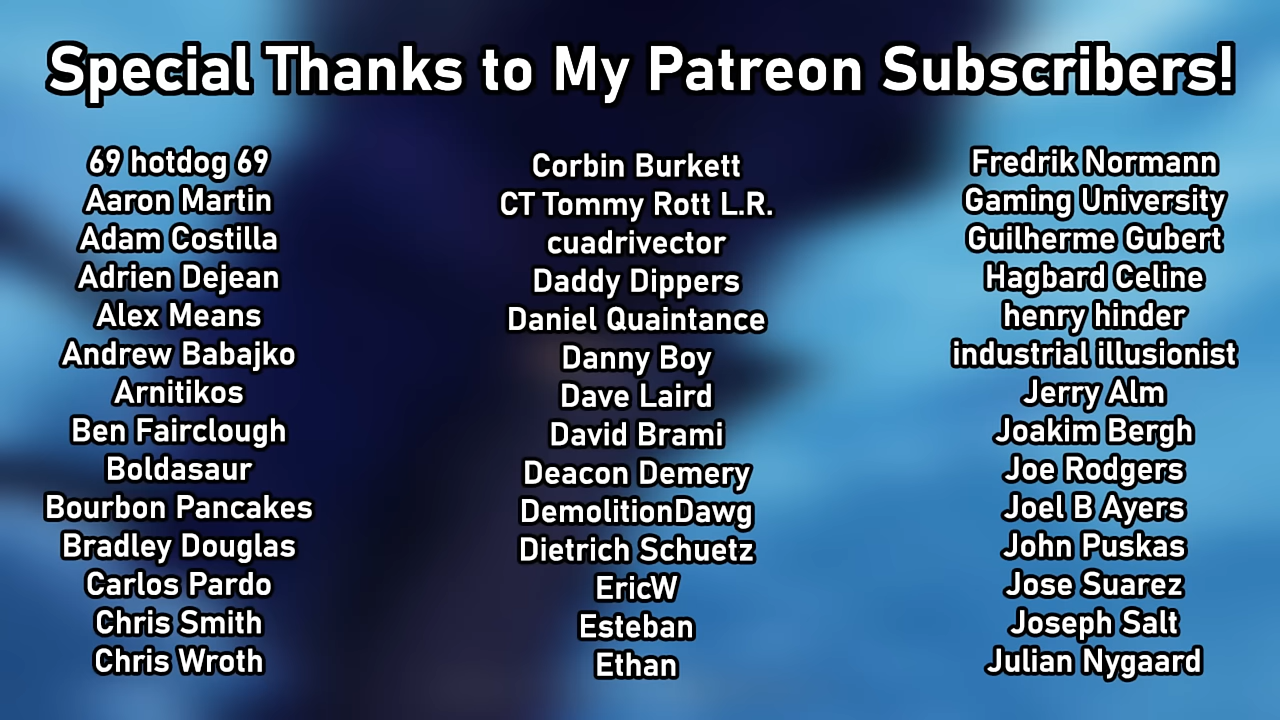 Special Thanks to My Patreon Subscribers!
69 hotdog 69
Aaron Martin
Adam Costilla
Adrien Dejean
Alex Means
Andrew Babajko
Arnitikos
Ben Fairclough
Boldasaur
Bourbon Pancakes
Bradley Douglas
Carlos Pardo
Chris Smith
Chris Wroth
Corbin Burkett
CT Tommy Rott L.R.
cuadrivector
Daddy Dippers
Daniel Quaintance
Danny Boy
Dave Laird
David Brami
Deacon Demery
DemolitionDawg
Dietrich Schuetz
EricW
Esteban
Ethan
Fredrik Normann
Gaming University
Guilherme Gubert
Hagbard Celine
henry hinder
industrial illusionist
Jerry Alm
Joakim Bergh
Joe Rodgers
Joel B Ayers
John Puskas
Jose Suarez
Joseph Salt
Julian Nygaard